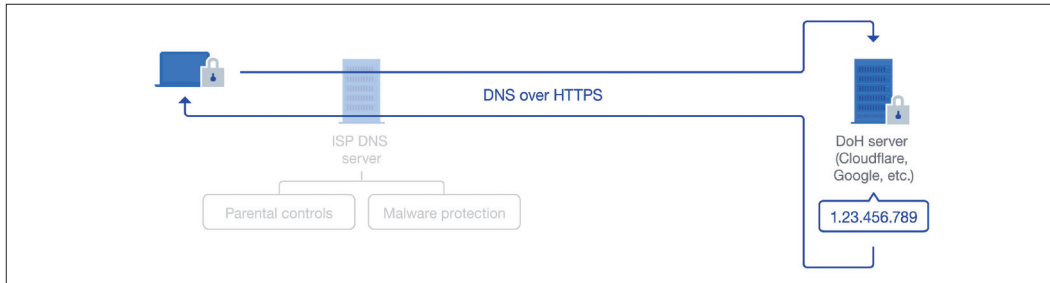 DNS over HTTPS
ISP DNS
server
Parental controls
Malware protection
DoH server
(Cloudflare,
Google, etc.)
1.23.456.789